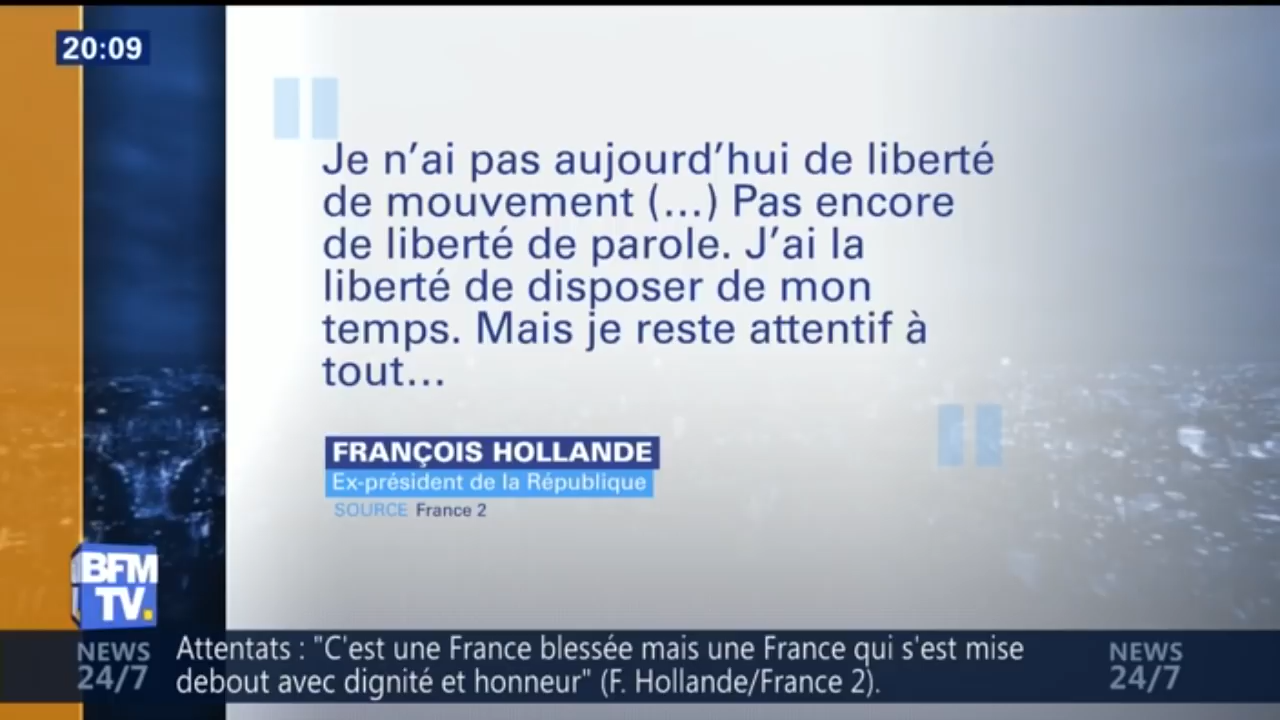 20:09
Je n'ai pas aujourd'hui de liberté
de mouvement (...) Pas encore
de liberté de parole. J'ai la
liberté de disposer de mon
temps. Mais je reste attentif à
tout...
FRANÇOIS HOLLANDE
Ex-président de la République
SOURCE France 2
BFM
TV.
NEWS
24/7
Attentats : "C'est une France blessée mais une France qui s'est mise
debout avec dignité et honneur" (F. Hollande/France 2).
NEWS
24/7